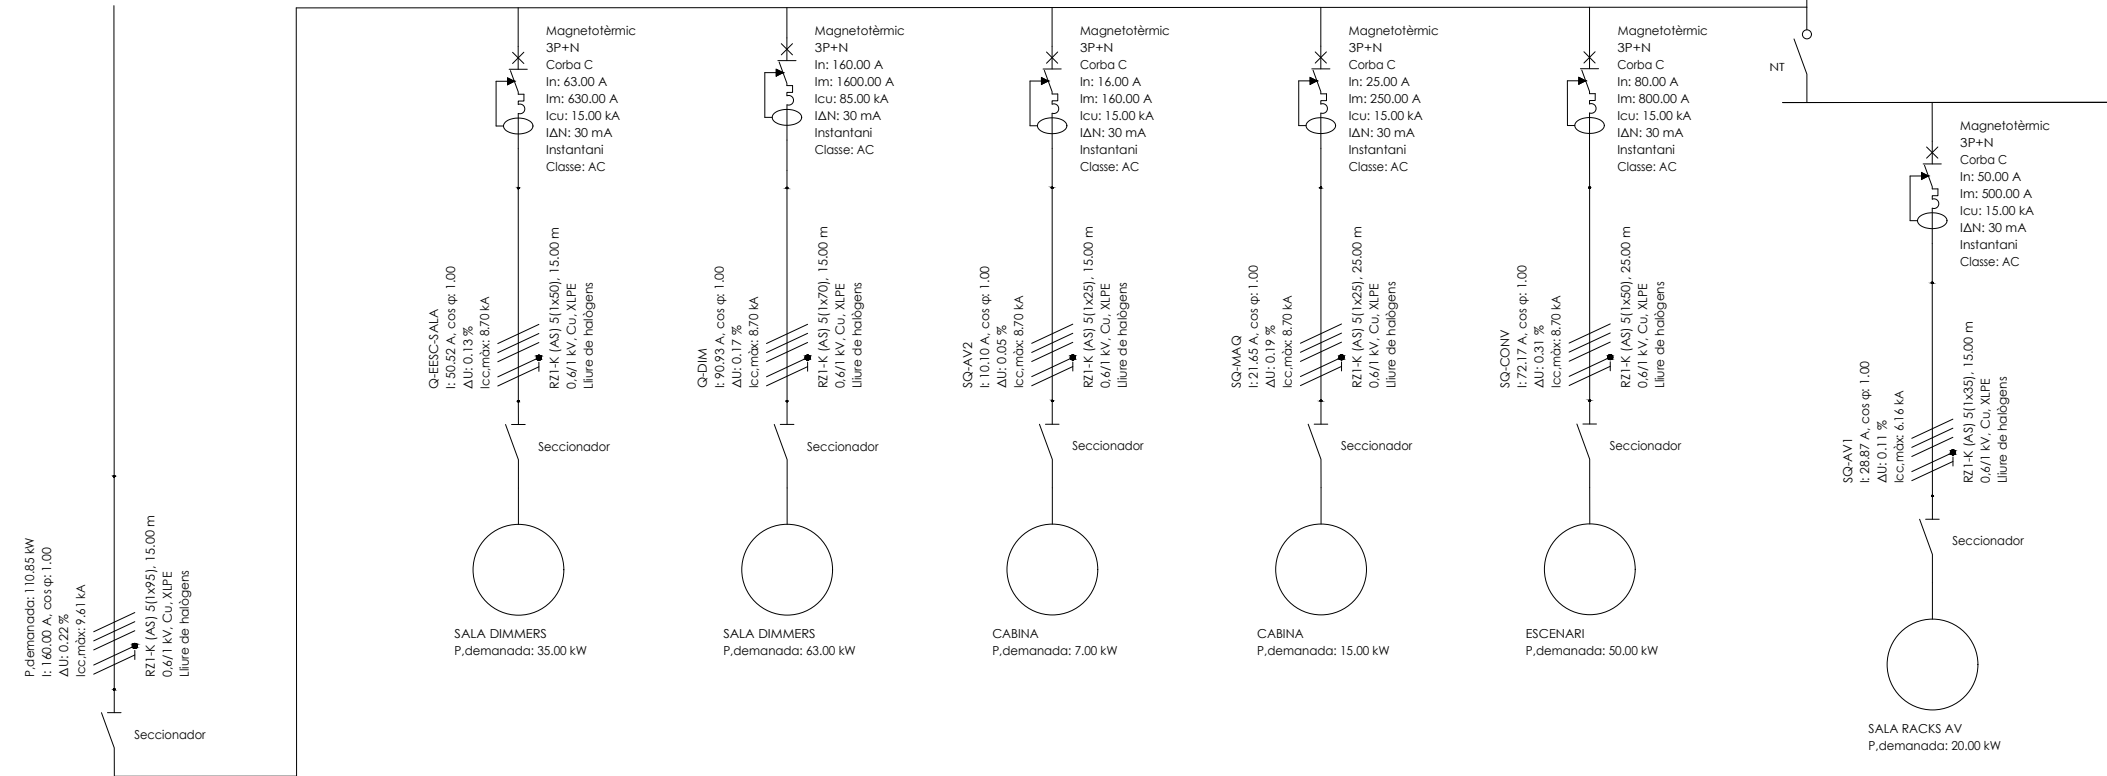 Magnetotèrmic
3P+N
Corba C
In: 63.00 A
Im: 630.00 A
Icu: 15.00 kA
IΔN: 30 mA
Instantani
Classe: AC
Magnetotèrmic
3P+N
In: 160.00 A
Im: 1600.00 A
Icu: 85.00 kA
IΔN: 30 mA
Instantani
Classe: AC
Magnetotèrmic
3P+N
Corba C
In: 16.00 A
Im: 160.00 A
Icu: 15.00 kA
IΔN: 30 mA
Instantani
Classe: AC
Magnetotèrmic
3P+N
Corba C
In: 25.00 A
Im: 250.00 A
Icu: 15.00 kA
IΔN: 30 mA
Instantani
Classe: AC
Magnetotèrmic
3P+N
Corba C
In: 80.00 A
Im: 800.00 A
Icu: 15.00 kA
IΔN: 30 mA
Instantani
Classe: AC
NT
Magnetotèrmic
3P+N
Corba C
In: 50.00 A
Im: 500.00 A
Icu: 15.00 kA
IΔN: 30 mA
Instantani
Classe: AC
P,demanada: 110.85 kW
I: 160.00 A, cos φ: 1.00
ΔU: 0.22 %
Icc,màx: 9.61 kA
RZ1-K (AS) 5(1x95), 15.00 m
0,6/1 kV, Cu, XLPE
Lliure de halògens
Seccionador
Q-EESC-SALA
I: 50.52 A, cos φ: 1.00
ΔU: 0.13 %
Icc,màx: 8.70 kA
RZ1-K (AS) 5(1x50), 15.00 m
0,6/1 kV, Cu, XLPE
Lliure de halògens
Seccionador
SALA DIMMERS
P,demanada: 35.00 kW
Q-DIM
I: 90.93 A, cos φ: 1.00
ΔU: 0.17 %
Icc,màx: 8.70 kA
RZ1-K (AS) 5(1x70), 15.00 m
0,6/1 kV, Cu, XLPE
Lliure de halògens
Seccionador
SALA DIMMERS
P,demanada: 63.00 kW
SQ-AV2
I: 10.10 A, cos φ: 1.00
ΔU: 0.05 %
Icc,màx: 8.70 kA
RZ1-K (AS) 5(1x25), 15.00 m
0,6/1 kV, Cu, XLPE
Lliure de halògens
Seccionador
CABINA
P,demanada: 7.00 kW
SQ-MAQ
I: 21.65 A, cos φ: 1.00
ΔU: 0.19 %
Icc,màx: 8.70 kA
RZ1-K (AS) 5(1x25), 25.00 m
0,6/1 kV, Cu, XLPE
Lliure de halògens
Seccionador
CABINA
P,demanada: 15.00 kW
SQ-CONV
I: 72.17 A, cos φ: 1.00
ΔU: 0.31 %
Icc,màx: 8.70 kA
RZ1-K (AS) 5(1x50), 25.00 m
0,6/1 kV, Cu, XLPE
Lliure de halògens
Seccionador
ESCENARI
P,demanada: 50.00 kW
SQ-AV1
I: 28.87 A, cos φ: 1.00
ΔU: 0.11 %
Icc,màx: 6.16 kA
RZ1-K (AS) 5(1x35), 15.00 m
0,6/1 kV, Cu, XLPE
Lliure de halògens
Seccionador
SALA RACKS AV
P,demanada: 20.00 kW